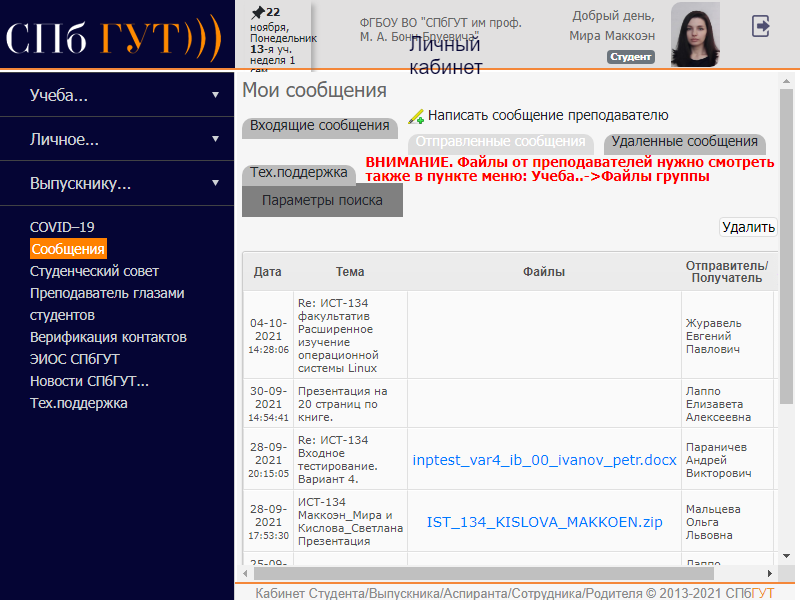 СПб ГУТ)))
22
ноября,
Понедельник
13-я уч.
неделя 1
сем
ФГБОУ ВО "СПбГУТ им проф.
М. А. Бонч-Бруевича"
Личный
кабинет
Добрый день,
Мира Маккоэн
Студент
Учеба...
Личное...
Выпускнику...
COVID–19
Сообщения
Студенческий совет
Преподаватель глазами
студентов
Верификация контактов
ЭИОС СПбГУТ
Новости СПбГУТ...
Тех.поддержка
Мои сообщения
Входящие сообщения
Написать сообщение преподавателю
Отправленные сообщения
Удаленные сообщения
Тех.поддержка
ВНИМАНИЕ. Файлы от преподавателей нужно смотреть
также в пункте меню: Учеба..->Файлы группы
Параметры поиска
Удалить
Дата Тема Файлы Отправитель/
Получатель
04-10-
2021
14:28:06
Re: ИСТ-134
факультатив
Расширенное
изучение
операционной
системы Linux
Журавель
Евгений
Павлович
30-09-
2021
14:54:41
Презентация на
20 страниц по
книге.
Лаппо
Елизавета
Алексеевна
28-09-
2021
20:15:05
Re: ИСТ-134
Входное
тестирование.
Вариант 4.
inptest_var4_ib_00_ivanov_petr.docx
Параничев
Андрей
Викторович
28-09-
2021
17:53:30
ИСТ-134
Маккоэн_Мира и
Кислова_Светлана
Презентация
IST_134_KISLOVA_MAKKOEN.zip
Мальцева
Ольга
Львовна
25-09-
Лаппо
Кабинет Студента/Выпускника/Аспиранта/Сотрудника/Родителя © 2013-2021 СПбГУТ